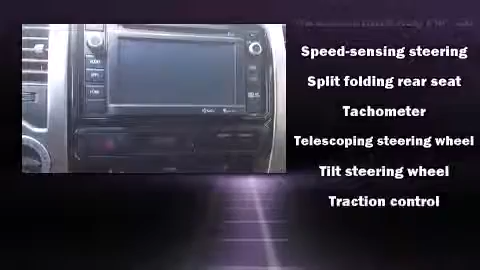 Speed-sensing steering
Split folding rear seat
Tachometer
Telescoping steering wheel
Tilt steering wheel
Traction control